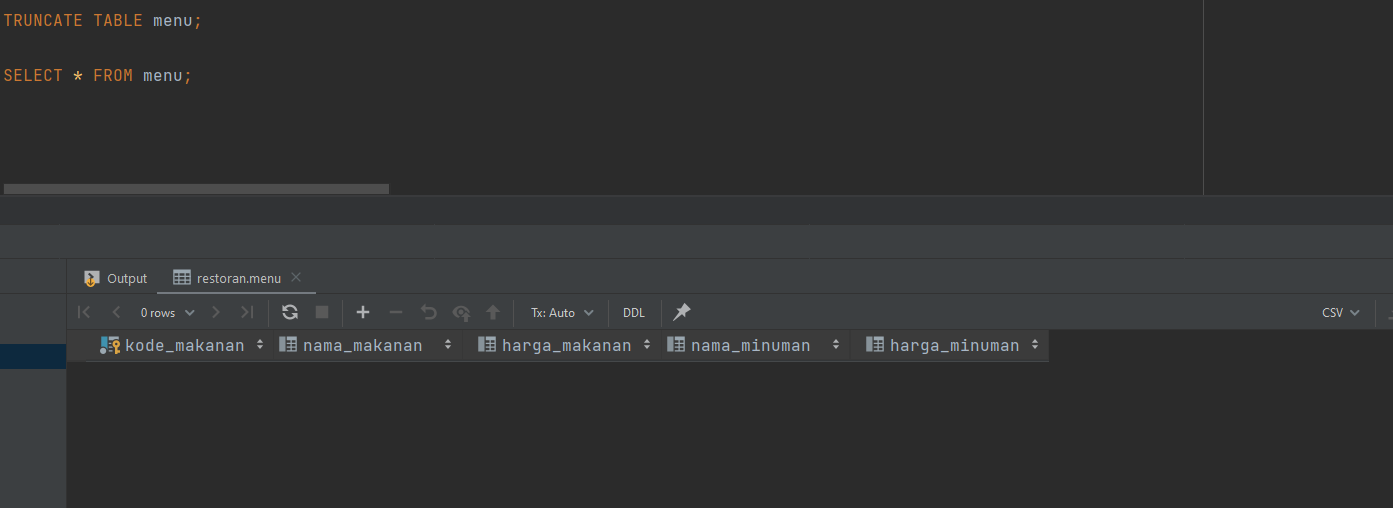 TRUNCATE TABLE menu;
SELECT * FROM menu;
Output restoran.menu
0 rows Tx: Auto DDL CSV
kode_makanan nama_makanan harga_makanan nama_minuman harga_minuman